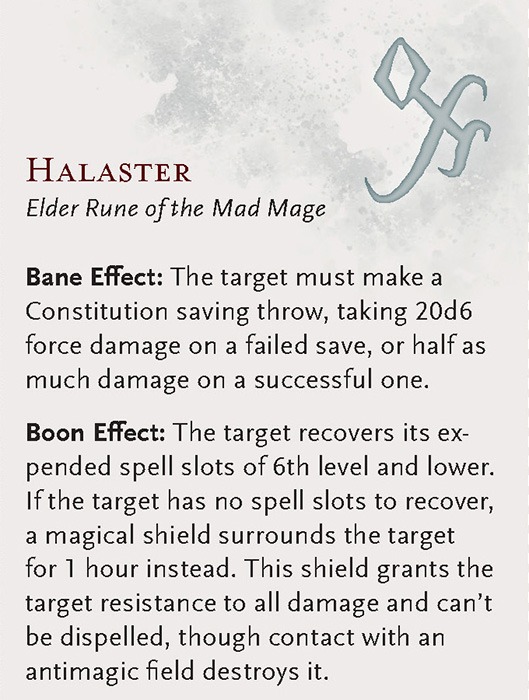 HALASTER
Elder Rune of the Mad Mage
Bane Effect: The target must make a
Constitution saving throw, taking 20d6
force damage on a failed save, or half as
much damage on a successful one.
Boon Effect: The target recovers its ex-
pended spell slots of 6th level and lower.
If the target has no spell slots to recover,
a magical shield surrounds the target
for 1 hour instead. This shield grants the
target resistance to all damage and can’t
be dispelled, though contact with an
antimagic field destroys it.